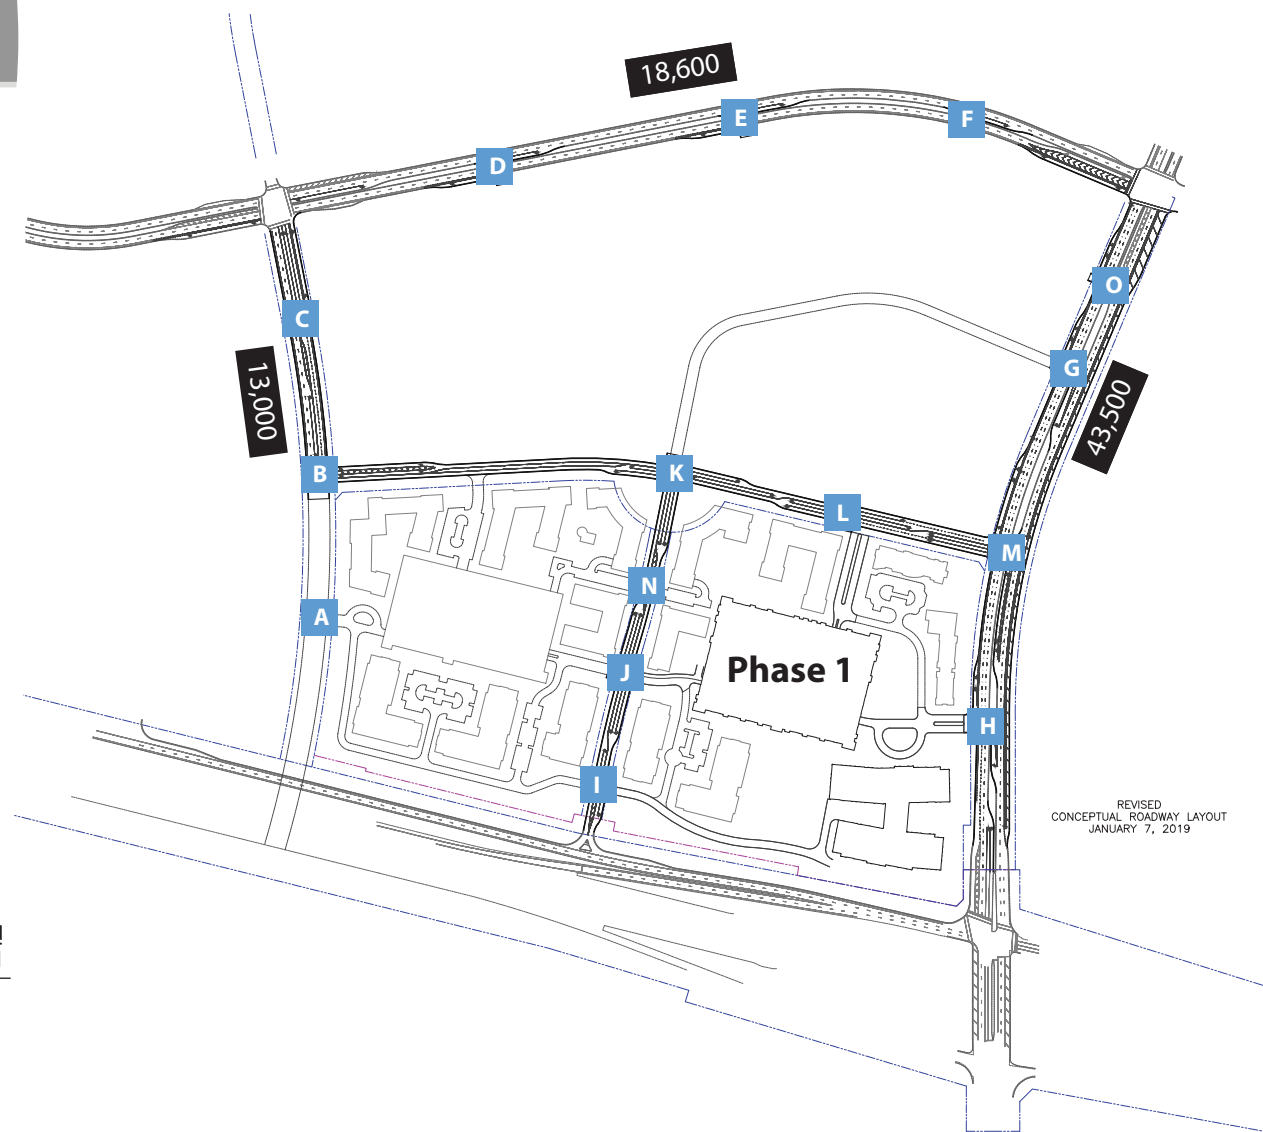 18,600
E
F
D
O
C
G
13,000
43,500
B
K
L
M
N
A
J
Phase 1
H
I
REVISED
CONCEPTUAL ROADWAY LAYOUT
JANUARY 7, 2019